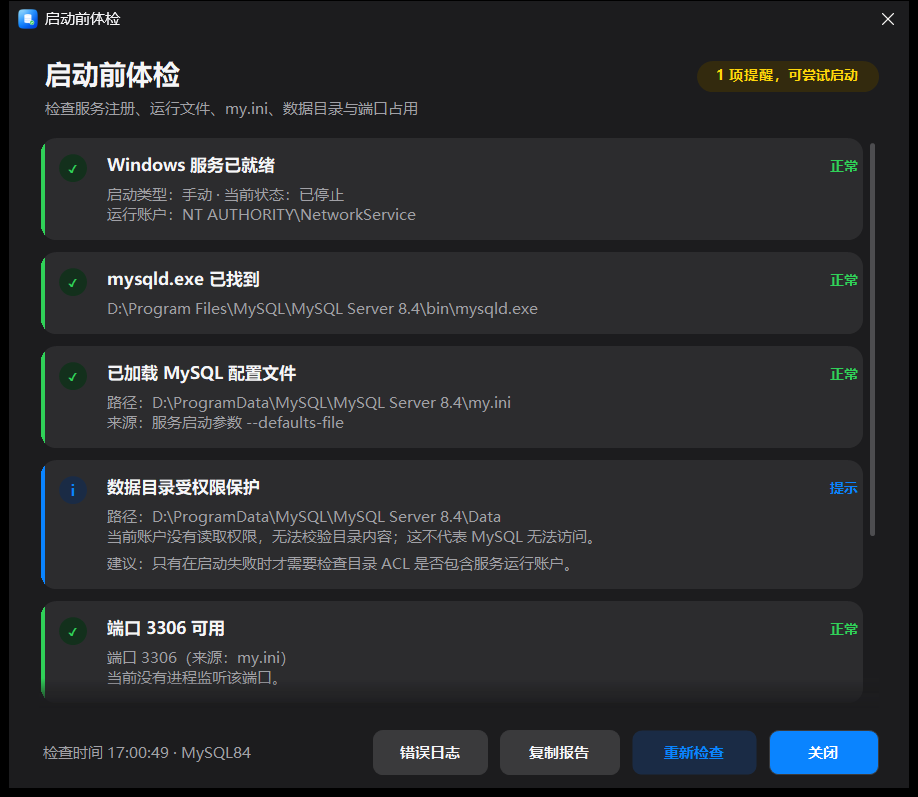 启动前体检
启动前体检
1 项提醒，可尝试启动
检查服务注册、运行文件、my.ini、数据目录与端口占用
✓ Windows 服务已就绪 正常
启动类型：手动 · 当前状态：已停止
运行账户：NT AUTHORITY\NetworkService
✓ mysqld.exe 已找到 正常
D:\Program Files\MySQL\MySQL Server 8.4\bin\mysqld.exe
✓ 已加载 MySQL 配置文件 正常
路径：D:\ProgramData\MySQL\MySQL Server 8.4\my.ini
来源：服务启动参数 --defaults-file
i 数据目录受权限保护 提示
路径：D:\ProgramData\MySQL\MySQL Server 8.4\Data
当前账户没有读取权限，无法校验目录内容；这不代表 MySQL 无法访问。
建议：只有在启动失败时才需要检查目录 ACL 是否包含服务运行账户。
✓ 端口 3306 可用 正常
端口 3306（来源：my.ini）
当前没有进程监听该端口。
检查时间 17:00:49 · MySQL84 错误日志 复制报告 重新检查 关闭